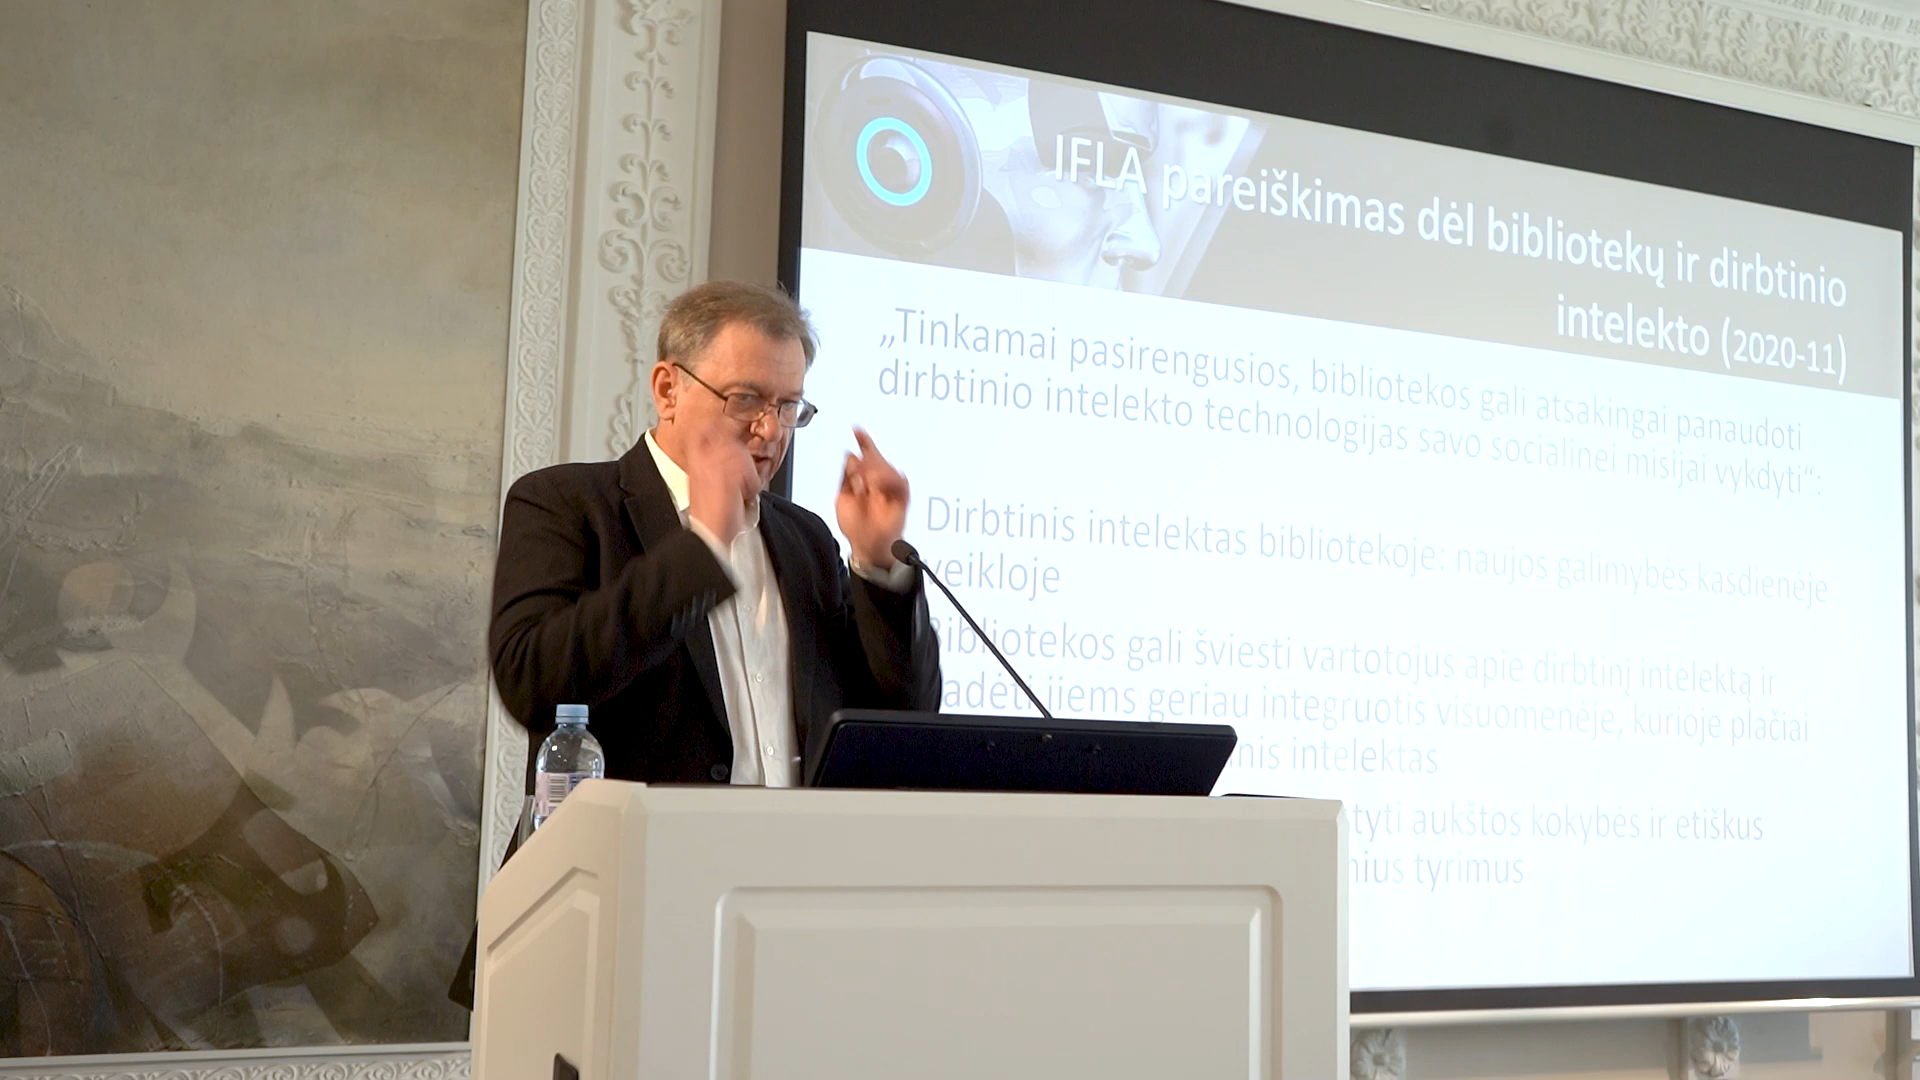 IFLA pareiškimas dėl bibliotekų ir dirbtinio
intelekto (2020-11)
„Tinkamai pasirengusios, bibliotekos gali atsakingai panaudoti
dirbtinio intelekto technologijas savo socialinei misijai vykdyti“:
Dirbtinis intelektas bibliotekoje: naujos galimybės kasdienėje
veikloje
Bibliotekos gali šviesti vartotojus apie dirbtinį intelektą ir
jiems geriau integruotis visuomenėje, kurioje plačiai
intelektas
aukštos kokybės ir etiškus
tyrimus